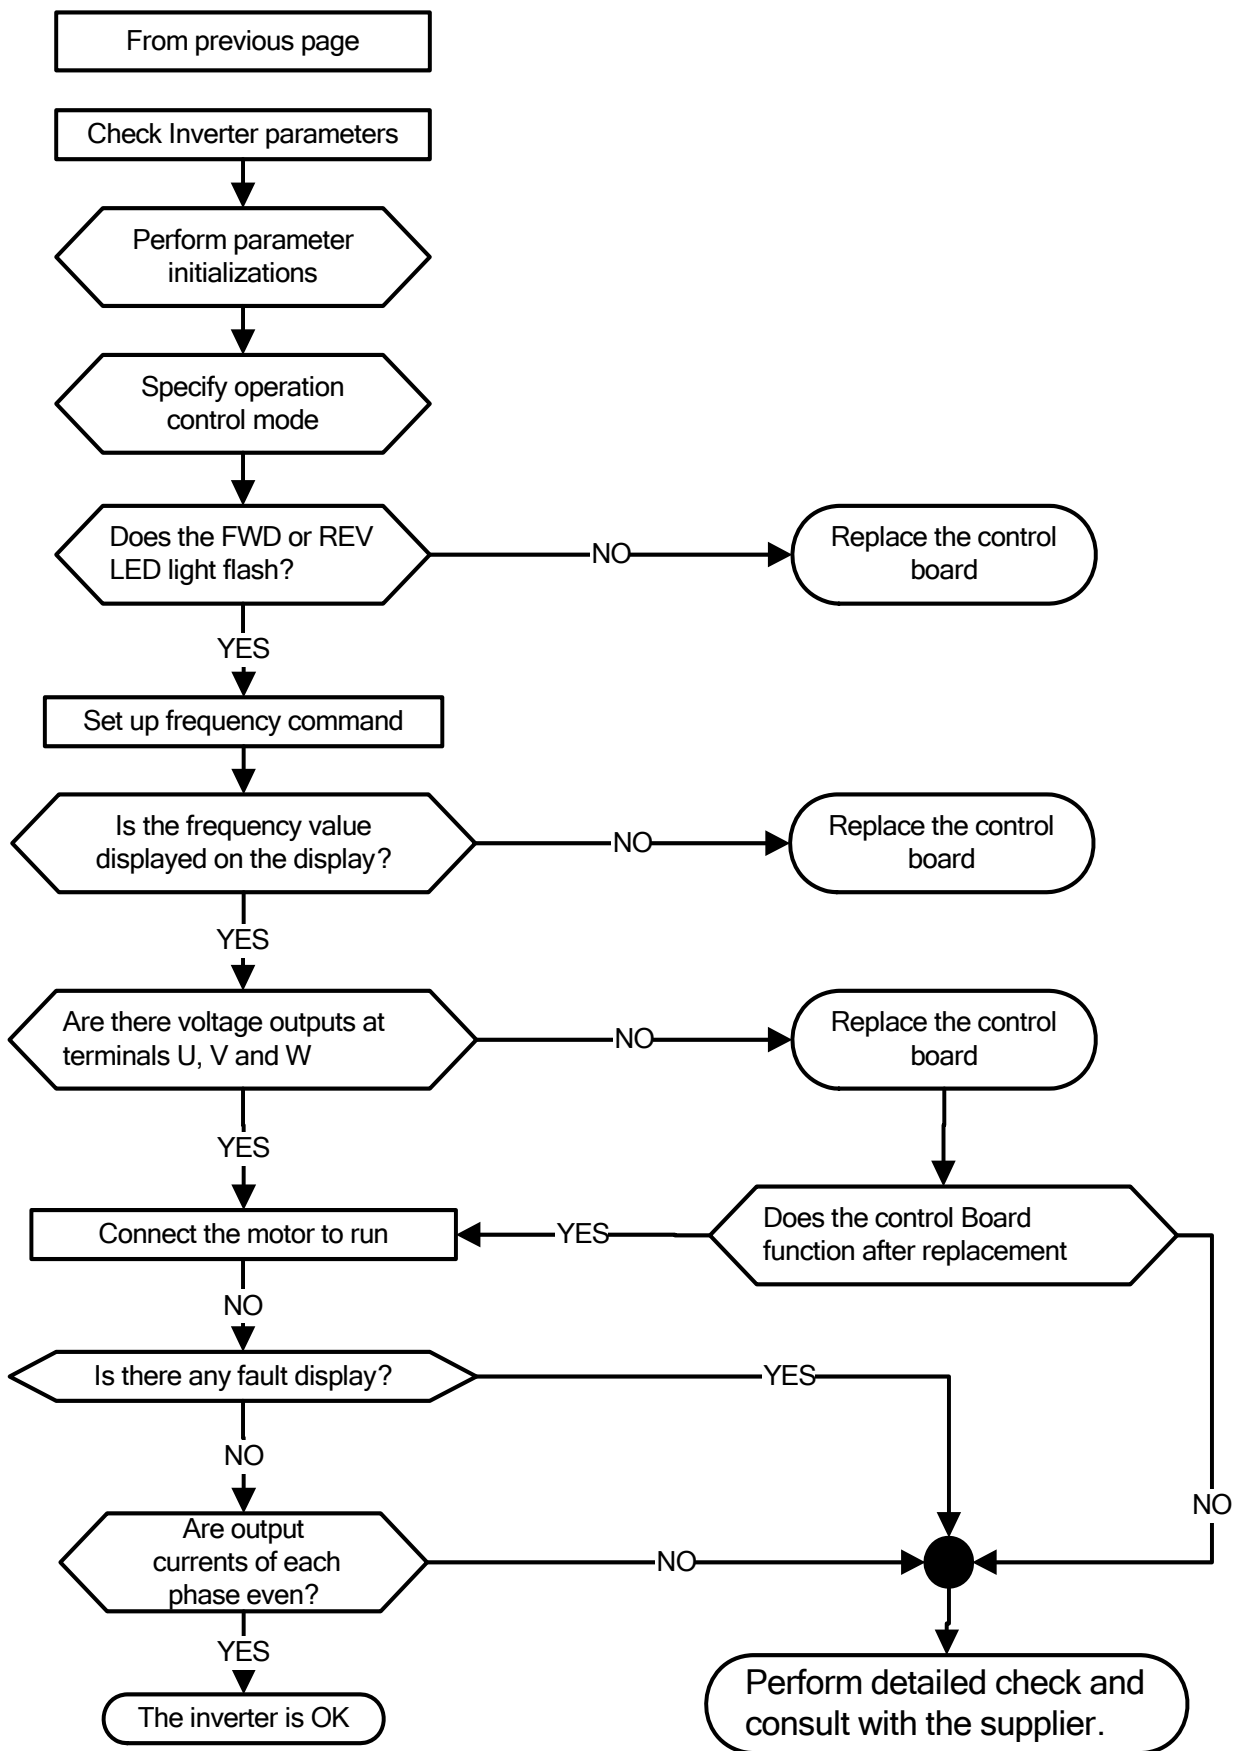 From previous page
Check Inverter parameters
Perform parameter
initializations
Specify operation
control mode
Does the FWD or REV
LED light flash?
NO
Replace the control
board
YES
Set up frequency command
Is the frequency value
displayed on the display?
NO
Replace the control
board
YES
Are there voltage outputs at
terminals U, V and W
NO
Replace the control
board
YES
Connect the motor to run
YES
Does the control Board
function after replacement
NO
Is there any fault display?
YES
NO
NO
Are output
currents of each
phase even?
NO
YES
The inverter is OK
Perform detailed check and
consult with the supplier.